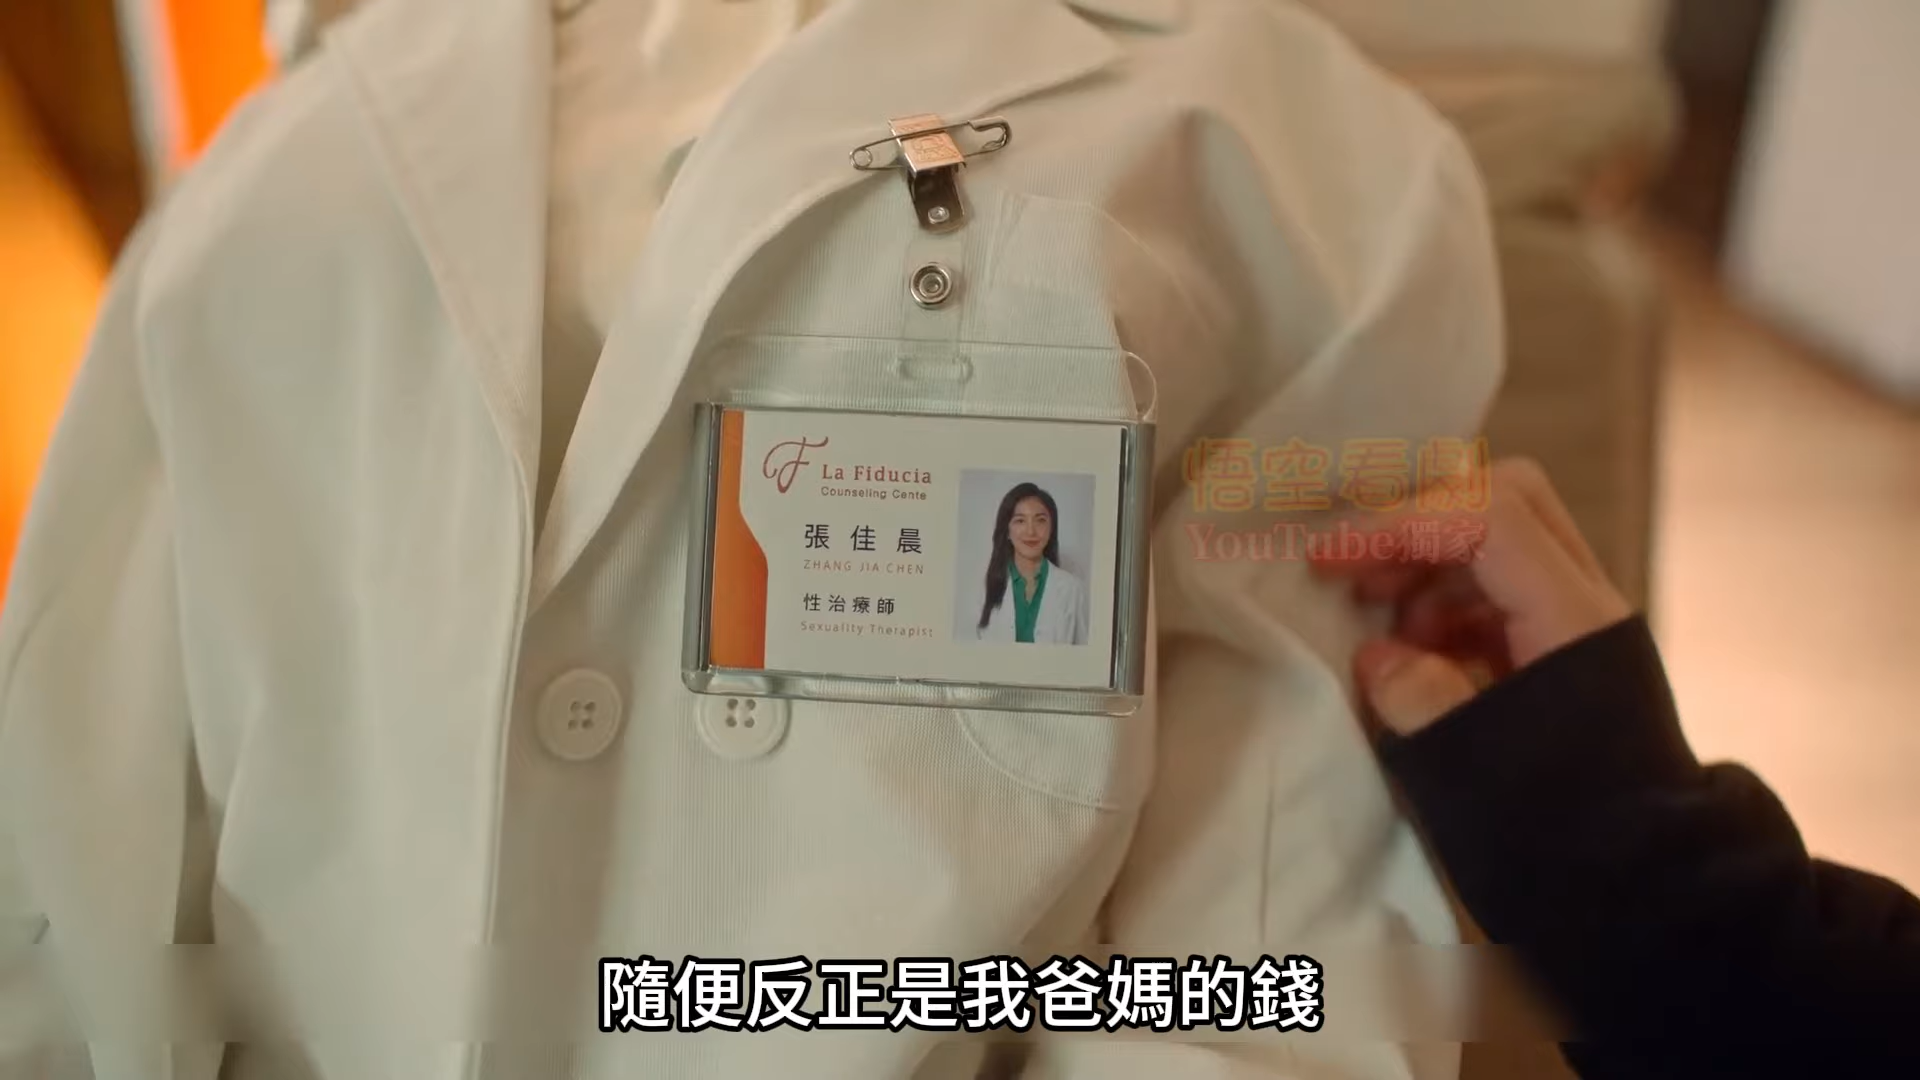 La Fiducia
Counseling Cente
張佳晨
ZHANG JIA CHEN
性治療師
Sexuality Therapist
悟空看劇
YouTube獨家
隨便反正是我爸媽的錢